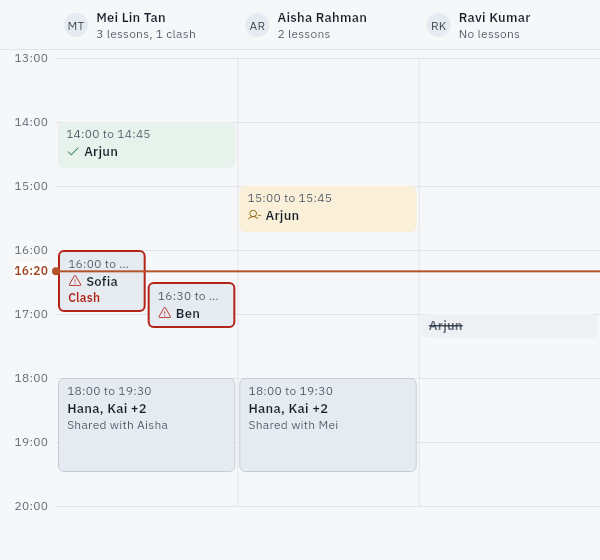 MT
Mei Lin Tan
3 lessons, 1 clash
AR
Aisha Rahman
2 lessons
RK
Ravi Kumar
No lessons
13:00
14:00
14:00 to 14:45
Arjun
15:00
15:00 to 15:45
Arjun
16:00
16:00 to ...
16:20
Sofia
Clash
16:30 to ...
Ben
17:00
Arjun
18:00
18:00 to 19:30
Hana, Kai +2
Shared with Aisha
18:00 to 19:30
Hana, Kai +2
Shared with Mei
19:00
20:00